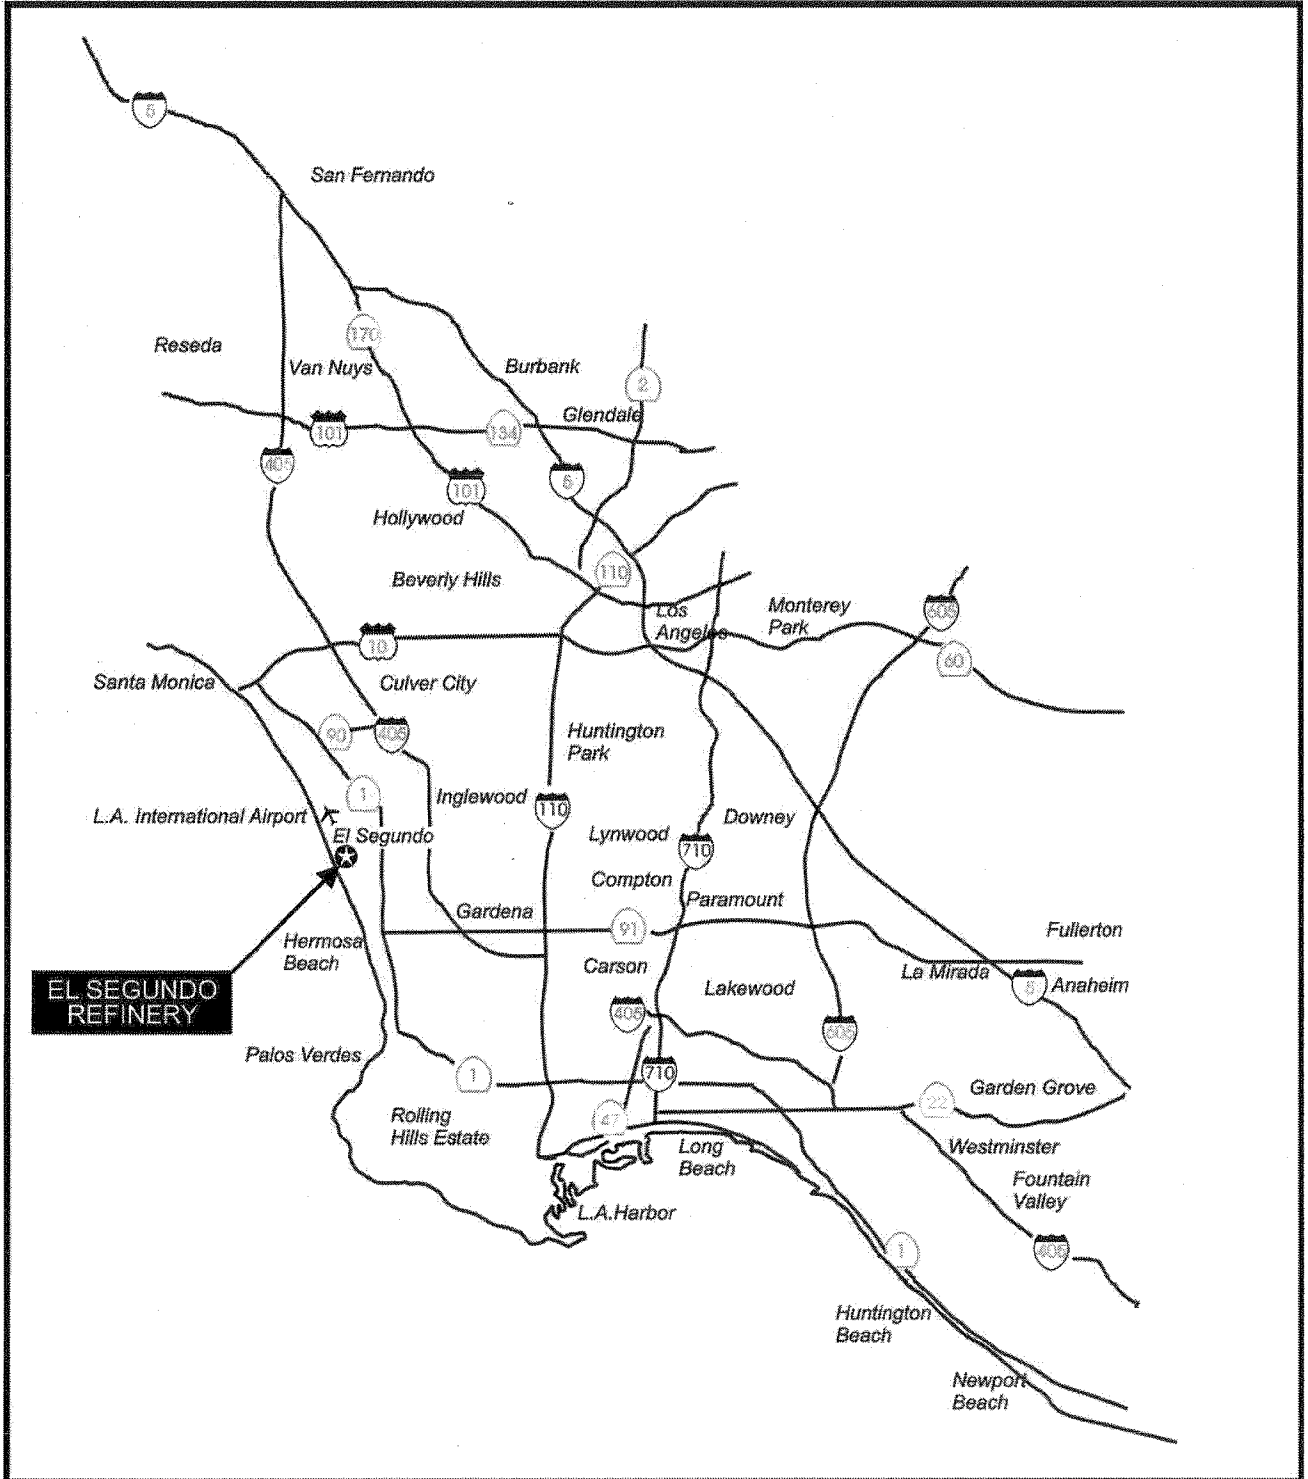 5
San Fernando
170
Reseda
Van Nuys
Burbank
2
Glendale
101
134
405
101
5
Hollywood
110
Beverly Hills
Los
Angeles
Monterey
Park
605
10
60
Santa Monica
Culver City
90
405
Huntington
Park
1
Inglewood
110
L.A. International Airport
El Segundo
Lynwood
Downey
710
Compton
Paramount
Gardena
91
Fullerton
Hermosa
Beach
Carson
La Mirada
EL SEGUNDO
REFINERY
Lakewood
5
Anaheim
405
605
Palos Verdes
1
710
Garden Grove
Rolling
Hills Estate
47
22
Long
Beach
Westminster
Fountain
Valley
L.A.Harbor
1
405
Huntington
Beach
Newport
Beach